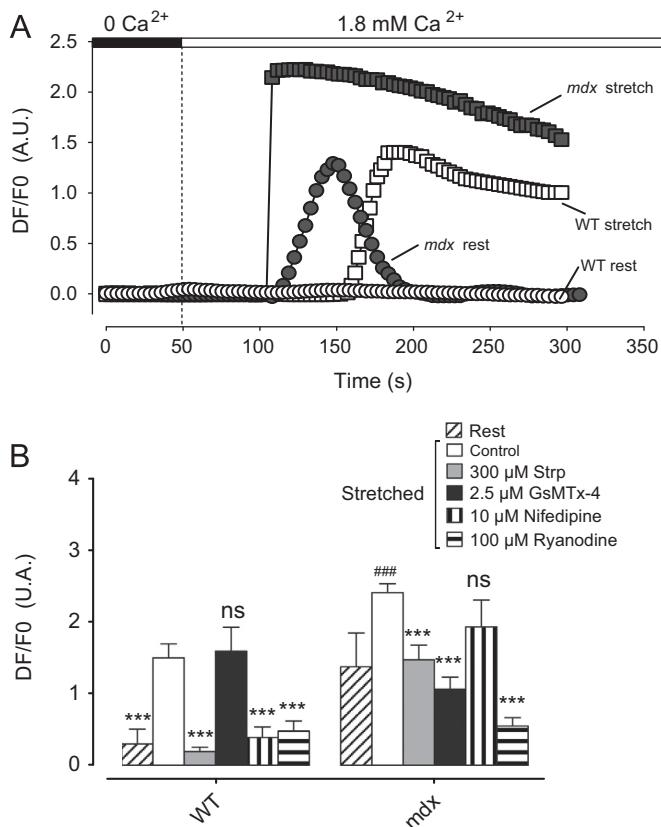 A
0 Ca²⁺
1.8 mM Ca²⁺
2.5
2.0
1.5
1.0
0.5
0.0
DF/F0 (A.U.)
mdx stretch
WT stretch
mdx rest
WT rest
0 50 100 150 200 250 300 350
Time (s)
B
Rest
Control
300 µM Strp
2.5 µM GsMTx-4
10 µM Nifedipine
100 µM Ryanodine
Stretched
4
3
2
1
0
DF/F0 (U.A.)
*** *** ns *** ***
### *** *** ns ***
WT
mdx